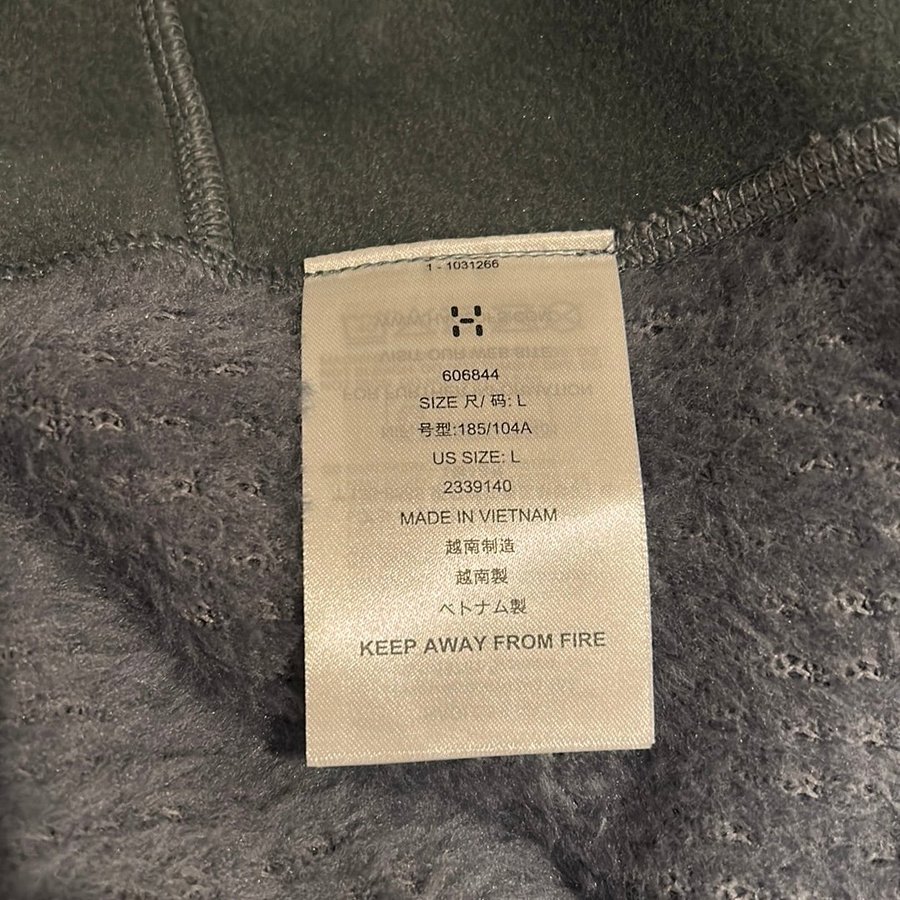 1 - 1031266
606844
SIZE 尺/ 码: L
号型:185/104A
US SIZE: L
2339140
MADE IN VIETNAM
越南制造
越南製
ベトナム製
KEEP AWAY FROM FIRE